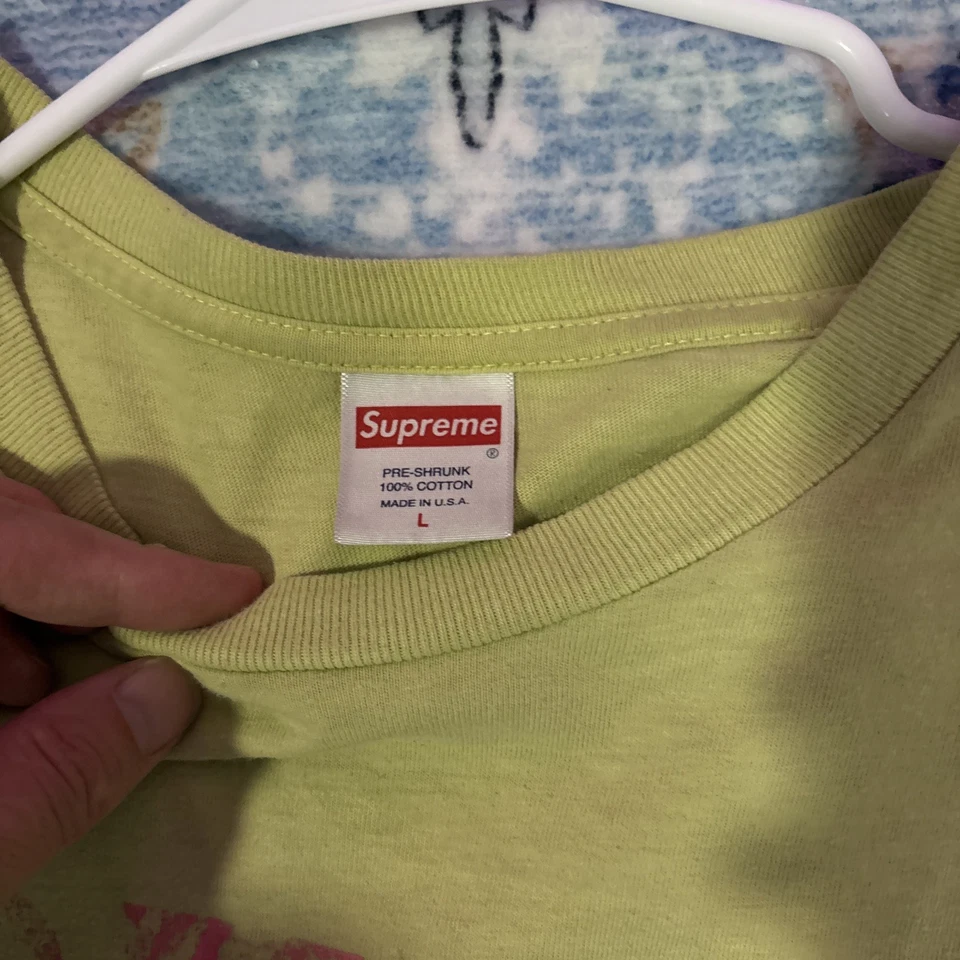 Supreme
®
PRE-SHRUNK
100% COTTON
MADE IN U.S.A.
L